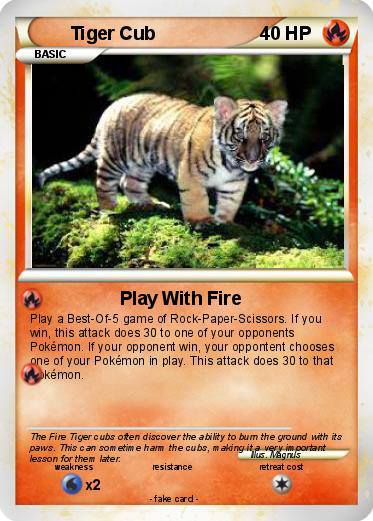 Tiger Cub 40 HP
BASIC
Play With Fire
Play a Best-Of-5 game of Rock-Paper-Scissors. If you
win, this attack does 30 to one of your opponents
Pokémon. If your opponent win, your oppontent chooses
one of your Pokémon in play. This attack does 30 to that
kémon.
The Fire Tiger cubs often discover the ability to burn the ground with its
paws. This can sometime harm the cubs, making it a very important
lesson for them later.
Illus. Magnus
weakness resistance retreat cost
x2
- fake card -